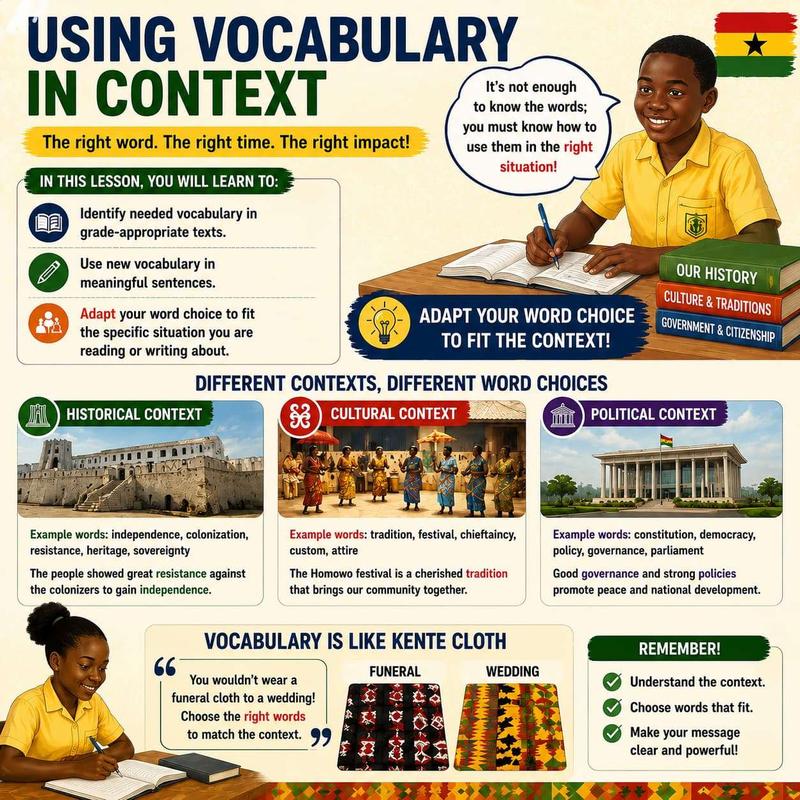 USING VOCABULARY
IN CONTEXT
The right word. The right time. The right impact!
It's not enough
to know the words;
you must know how to
use them in the right
situation!
IN THIS LESSON, YOU WILL LEARN TO:
Identify needed vocabulary in
grade-appropriate texts.
Use new vocabulary in
meaningful sentences.
Adapt your word choice to fit
the specific situation you are
reading or writing about.
OUR HISTORY
CULTURE & TRADITIONS
GOVERNMENT & CITIZENSHIP
ADAPT YOUR WORD CHOICE
TO FIT THE CONTEXT!
DIFFERENT CONTEXTS, DIFFERENT WORD CHOICES
HISTORICAL CONTEXT
Example words: independence, colonization,
resistance, heritage, sovereignty
The people showed great resistance against
the colonizers to gain independence.
CULTURAL CONTEXT
Example words: tradition, festival, chieftaincy,
custom, attire
The Homowo festival is a cherished tradition
that brings our community together.
POLITICAL CONTEXT
Example words: constitution, democracy,
policy, governance, parliament
Good governance and strong policies
promote peace and national development.
VOCABULARY IS LIKE KENTE CLOTH
“You wouldn't wear a
funeral cloth to a wedding!
Choose the right words
to match the context.”
FUNERAL
WEDDING
REMEMBER!
Understand the context.
Choose words that fit.
Make your message
clear and powerful!